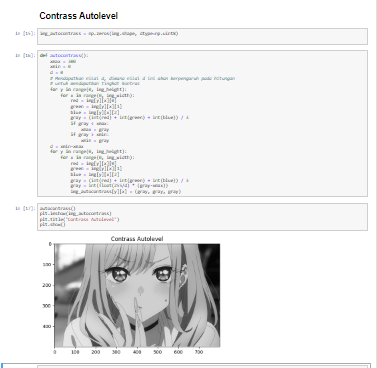 Contrass Autolevel
In [15]: img_autocontrass = np.zeros(img.shape, dtype=np.uint8)
In [16]: def autocontrass():
xmax = 300
xmin = 0
d = 0
# Mendapatkan nilai d, dimana nilai d ini akan berpengaruh pada hitungan
# untuk mendapatkan tingkat kontras
for y in range(0, img_height):
for x in range(0, img_width):
red = img[y][x][0]
green = img[y][x][1]
blue = img[y][x][2]
gray = (int(red) + int(green) + int(blue)) / 3
if gray < xmax:
xmax = gray
if gray > xmin:
xmin = gray
d = xmin-xmax
for y in range(0, img_height):
for x in range(0, img_width):
red = img[y][x][0]
green = img[y][x][1]
blue = img[y][x][2]
gray = (int(red) + int(green) + int(blue)) / 3
gray = int(float(255/d) * (gray-xmax))
img_autocontrass[y][x] = (gray, gray, gray)
In [17]: autocontrass()
plt.imshow(img_autocontrass)
plt.title("Contrass Autolevel")
plt.show()
Contrass Autolevel
0
100
200
300
400
0 100 200 300 400 500 600 700